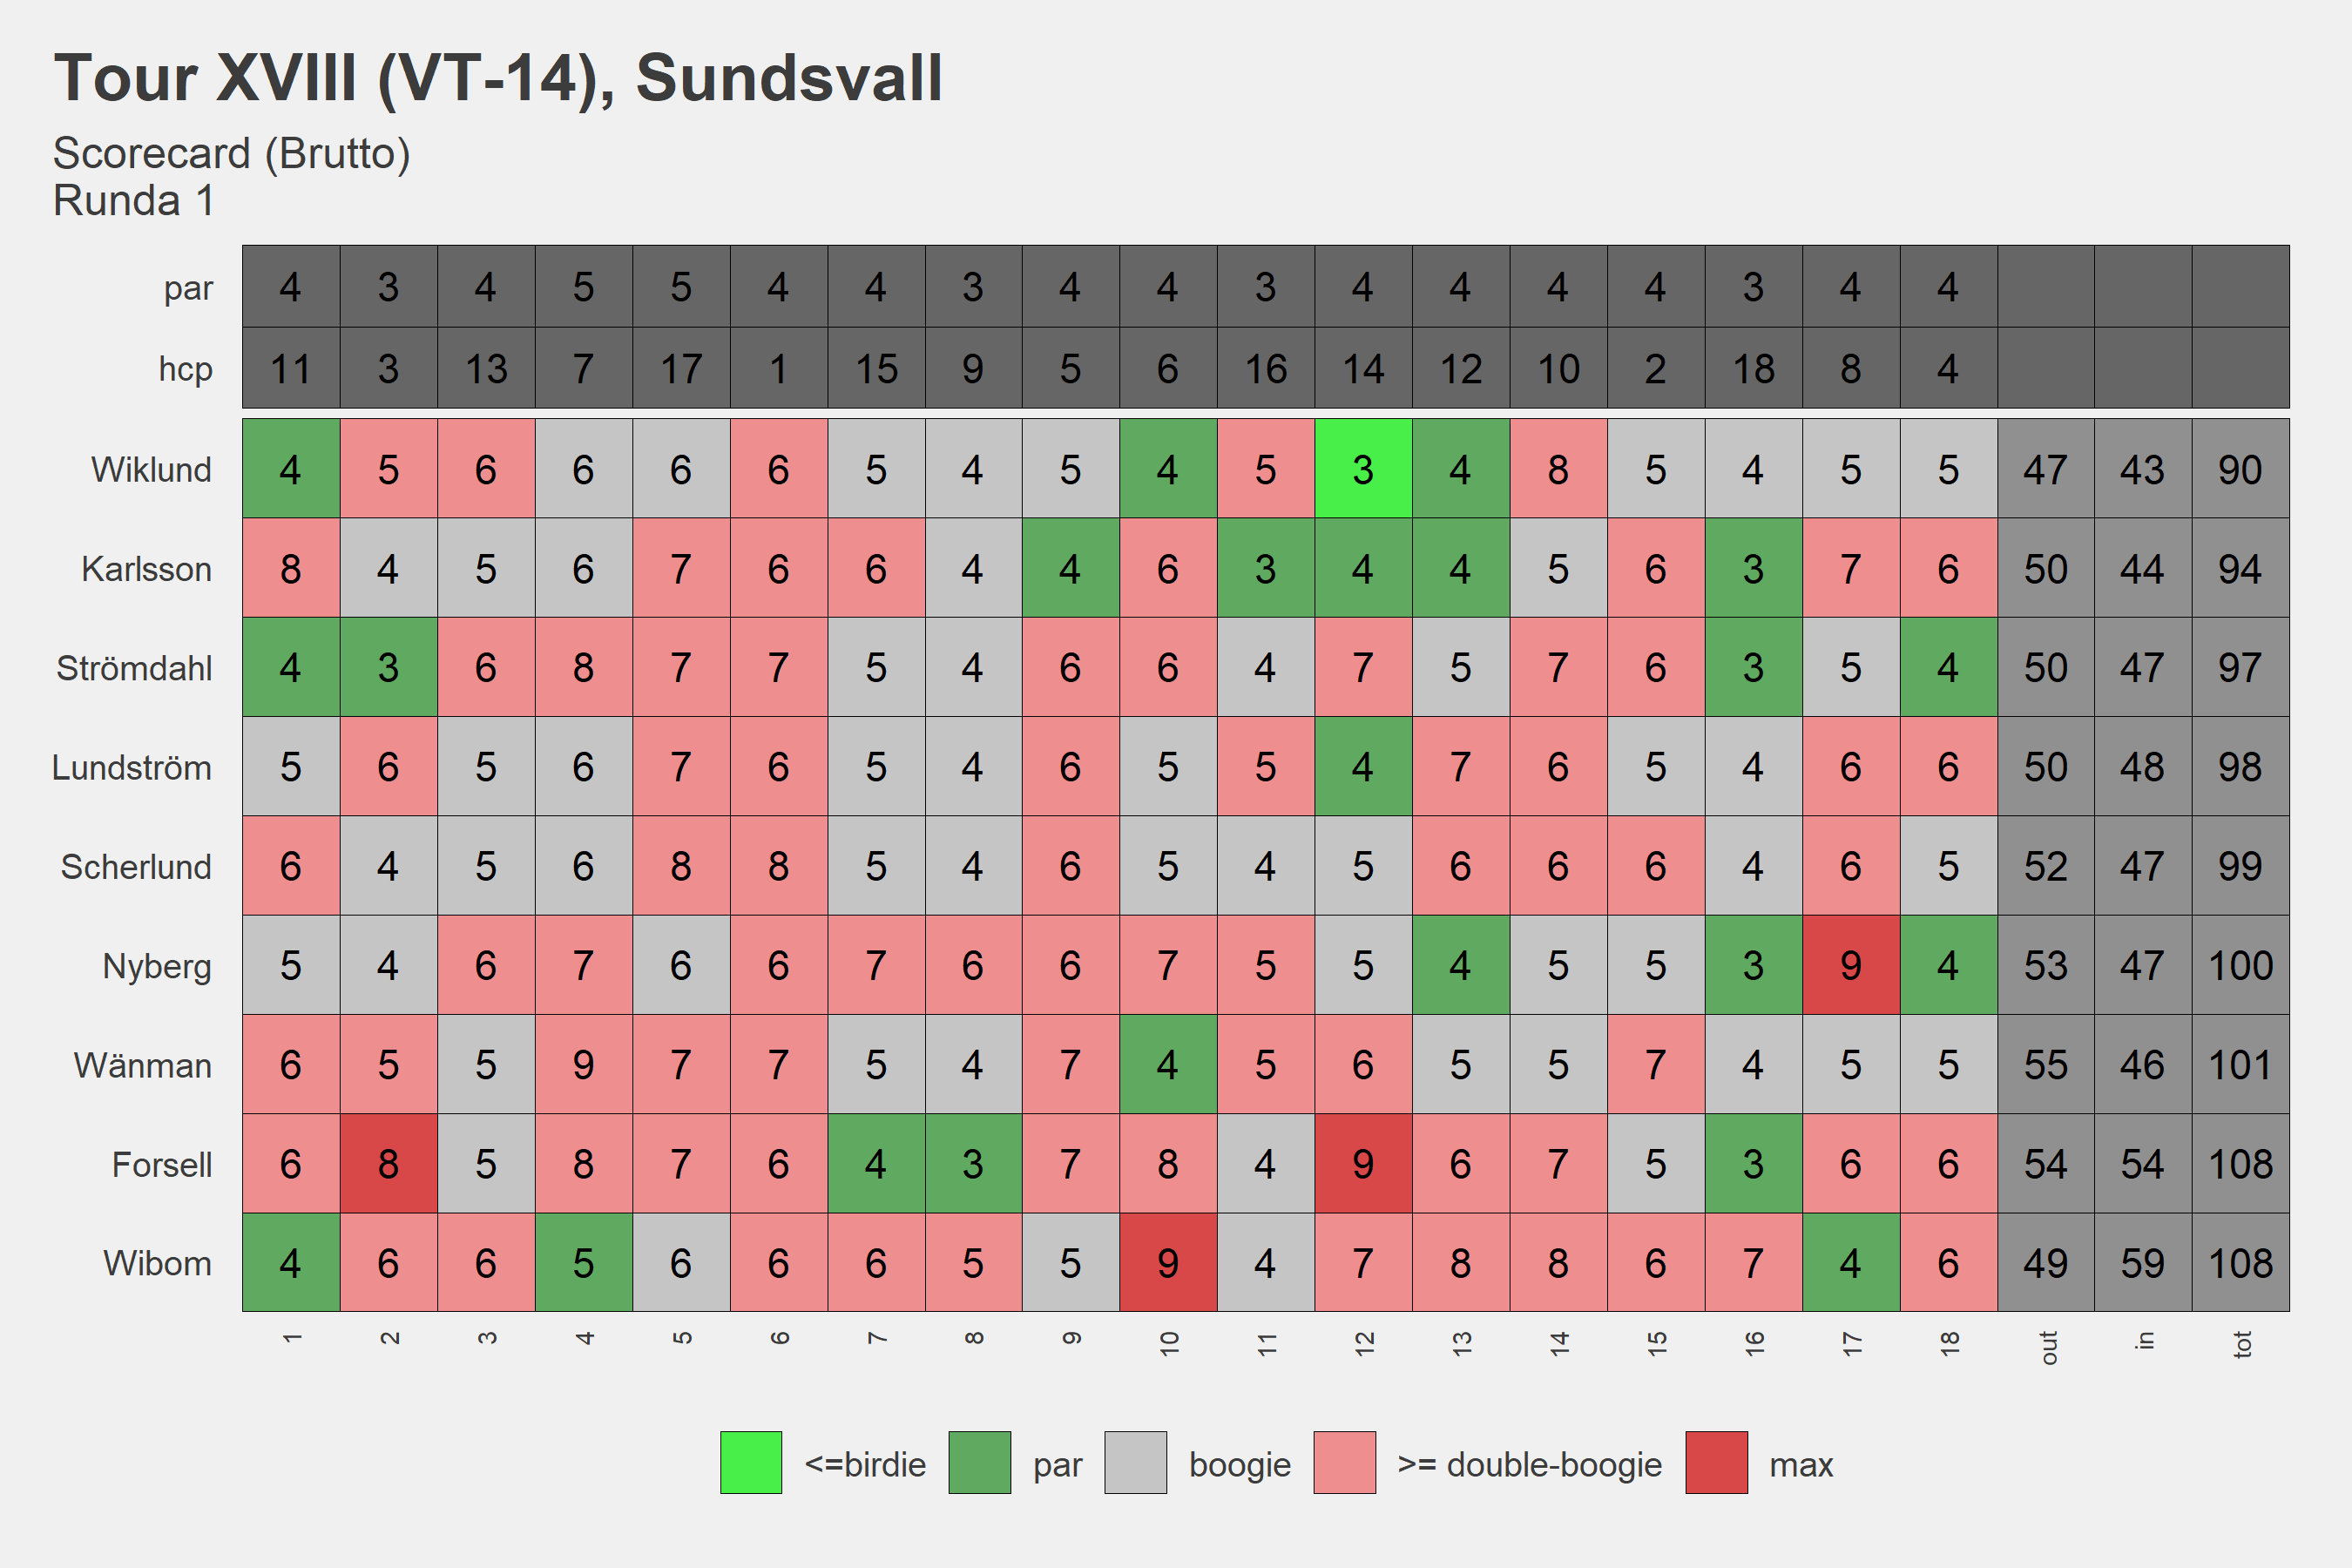 Tour XVIII (VT-14), Sundsvall
Scorecard (Brutto)
Runda 1
par 4 3 4 5 5 4 4 3 4 4 3 4 4 4 4 3 4 4
hcp 11 3 13 7 17 1 15 9 5 6 16 14 12 10 2 18 8 4
Wiklund 4 5 6 6 6 6 5 4 5 4 5 3 4 8 5 4 5 5 47 43 90
Karlsson 8 4 5 6 7 6 6 4 4 6 3 4 4 5 6 3 7 6 50 44 94
Strömdahl 4 3 6 8 7 7 5 4 6 6 4 7 5 7 6 3 5 4 50 47 97
Lundström 5 6 5 6 7 6 5 4 6 5 5 4 7 6 5 4 6 6 50 48 98
Scherlund 6 4 5 6 8 8 5 4 6 5 4 5 6 6 6 4 6 5 52 47 99
Nyberg 5 4 6 7 6 6 7 6 6 7 5 5 4 5 5 3 9 4 53 47 100
Wänman 6 5 5 9 7 7 5 4 7 4 5 6 5 5 7 4 5 5 55 46 101
Forsell 6 8 5 8 7 6 4 3 7 8 4 9 6 7 5 3 6 6 54 54 108
Wibom 4 6 6 5 6 6 6 5 5 9 4 7 8 8 6 7 4 6 49 59 108
1 2 3 4 5 6 7 8 9 10 11 12 13 14 15 16 17 18 out in tot
<=birdie par boogie >= double-boogie max